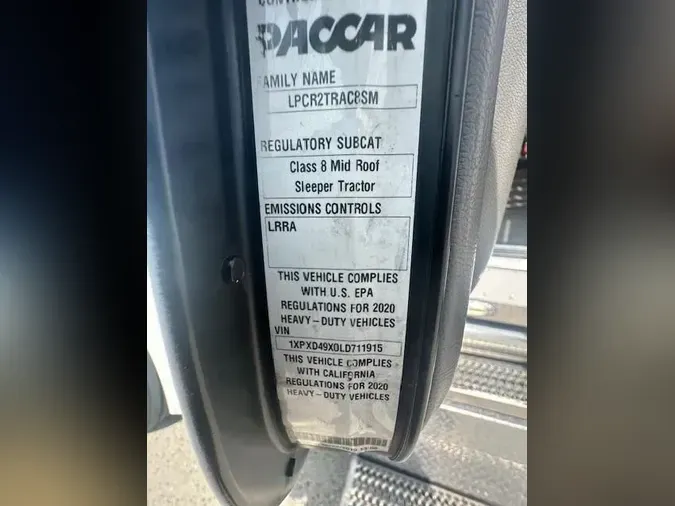 PACCAR
FAMILY NAME
LPCR2TRAC8SM
REGULATORY SUBCAT
Class 8 Mid Roof
Sleeper Tractor
EMISSIONS CONTROLS
LRRA
THIS VEHICLE COMPLIES
WITH U.S. EPA
REGULATIONS FOR 2020
HEAVY-DUTY VEHICLES
VIN
1XPXD49X0LD711915
THIS VEHICLE COMPLIES
WITH CALIFORNIA
REGULATIONS FOR 2020
HEAVY-DUTY VEHICLES